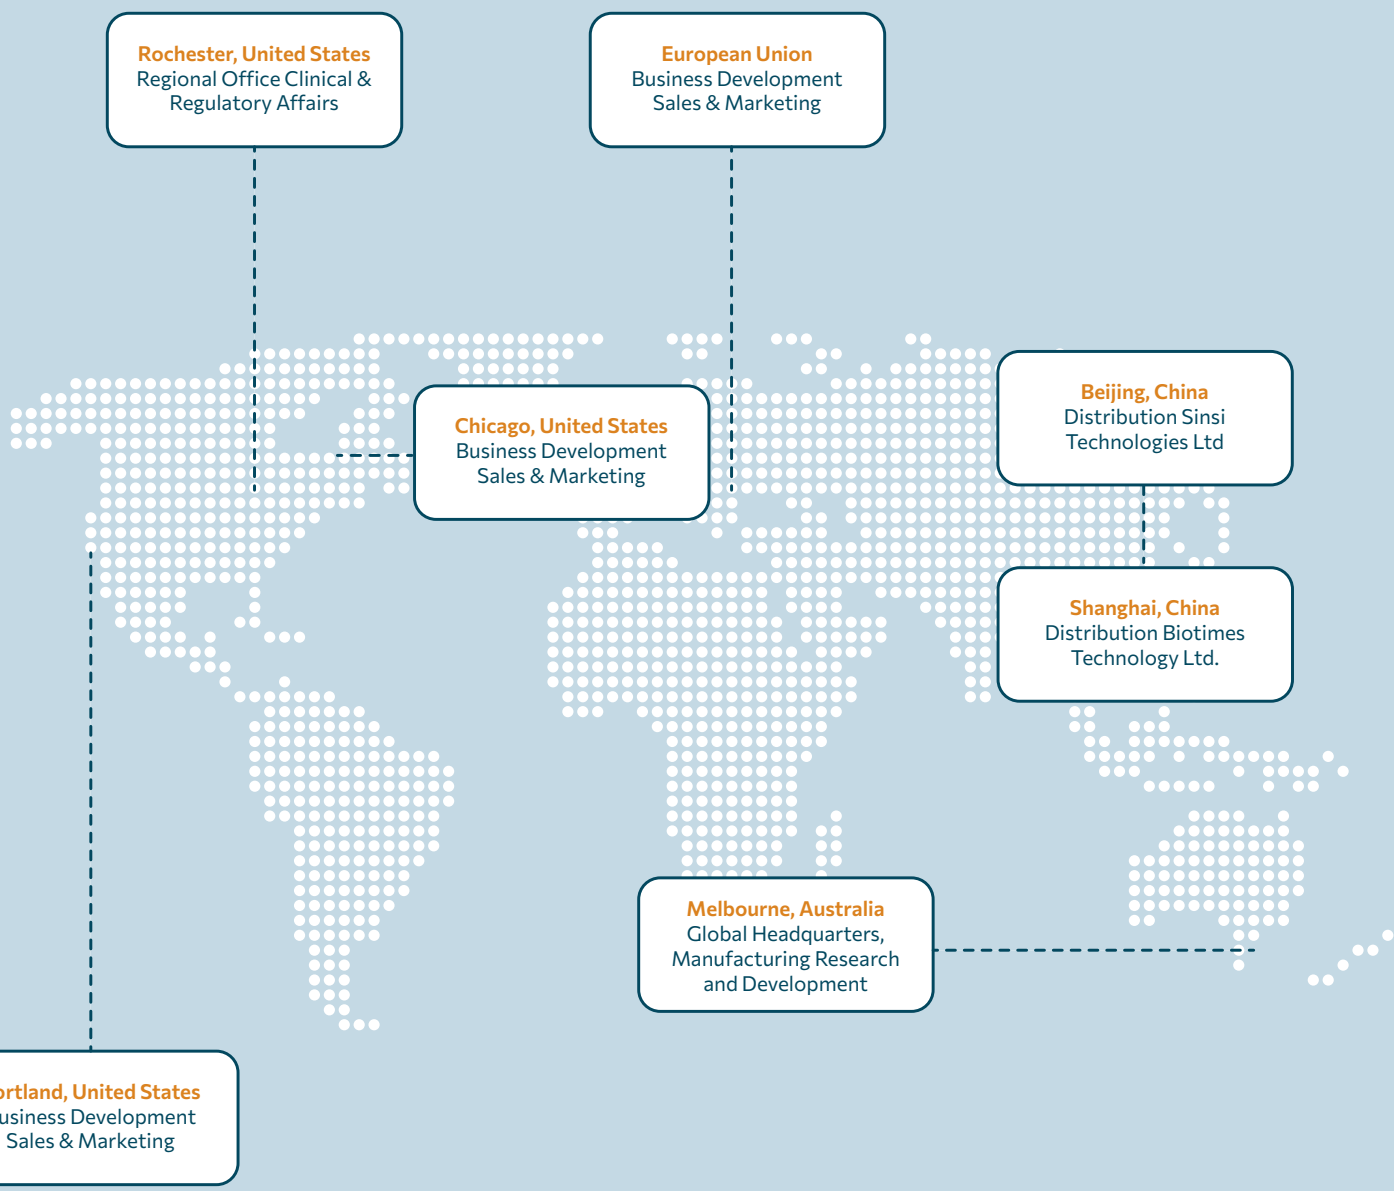 Rochester, United States
Regional Office Clinical &
Regulatory Affairs
European Union
Business Development
Sales & Marketing
Chicago, United States
Business Development
Sales & Marketing
Beijing, China
Distribution Sinsi
Technologies Ltd
Shanghai, China
Distribution Biotimes
Technology Ltd.
Melbourne, Australia
Global Headquarters,
Manufacturing Research
and Development
ortland, United States
usiness Development
Sales & Marketing